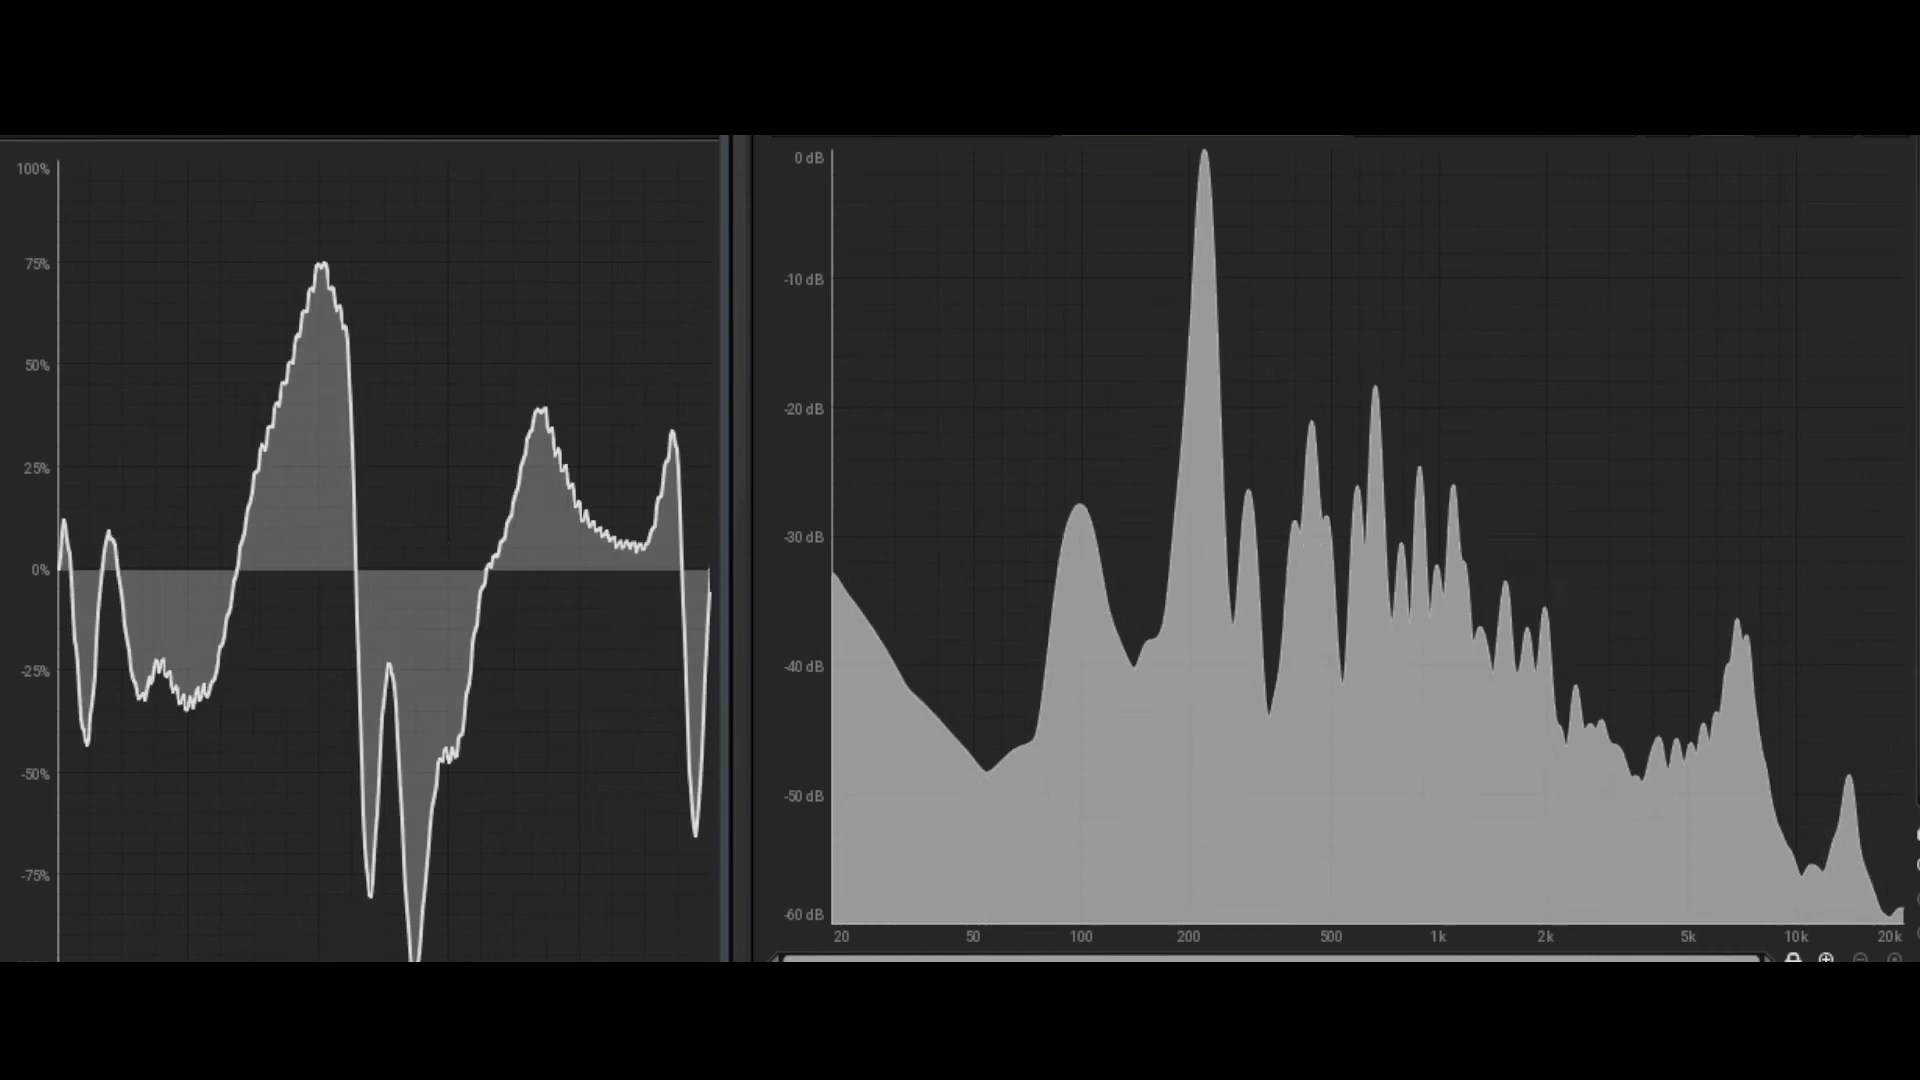 100%
75%
50%
25%
0%
-25%
-50%
-75%
0 dB
-10 dB
-20 dB
-30 dB
-40 dB
-50 dB
-60 dB
20 50 100 200 500 1k 2k 5k 10k 20k